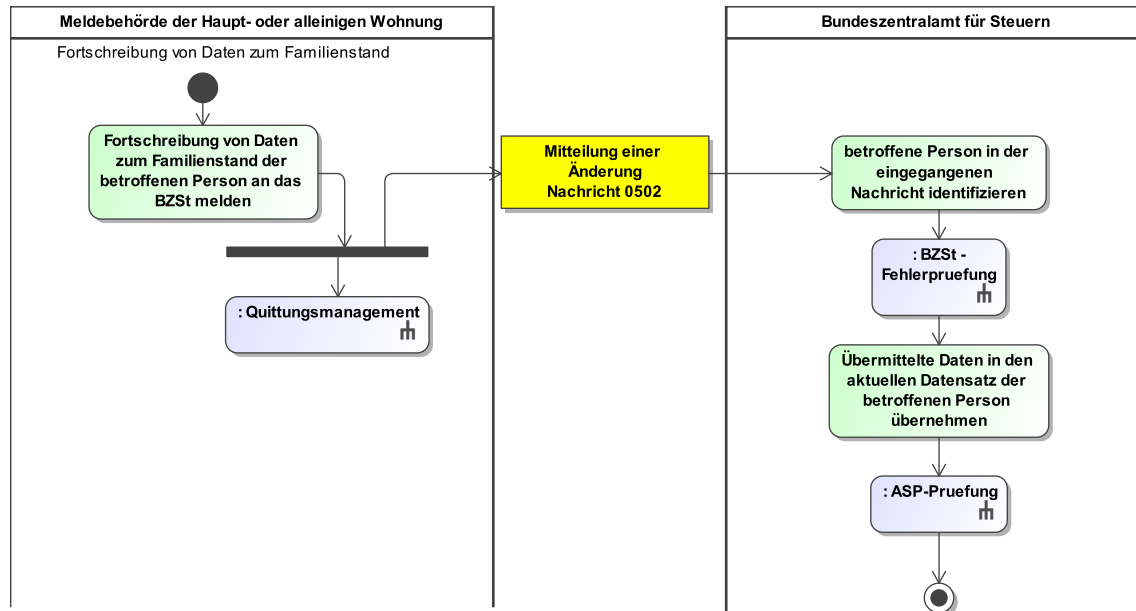 Meldebehörde der Haupt- oder alleinigen Wohnung
Fortschreibung von Daten zum Familienstand
Fortschreibung von Daten
zum Familienstand der
betroffenen Person an das
BZSt melden
: Quittungsmanagement
Mitteilung einer
Änderung
Nachricht 0502
Bundeszentralamt für Steuern
betroffene Person in der
eingegangenen
Nachricht identifizieren
: BZSt -
Fehlerpruefung
Übermittelte Daten in den
aktuellen Datensatz der
betroffenen Person
übernehmen
: ASP-Pruefung